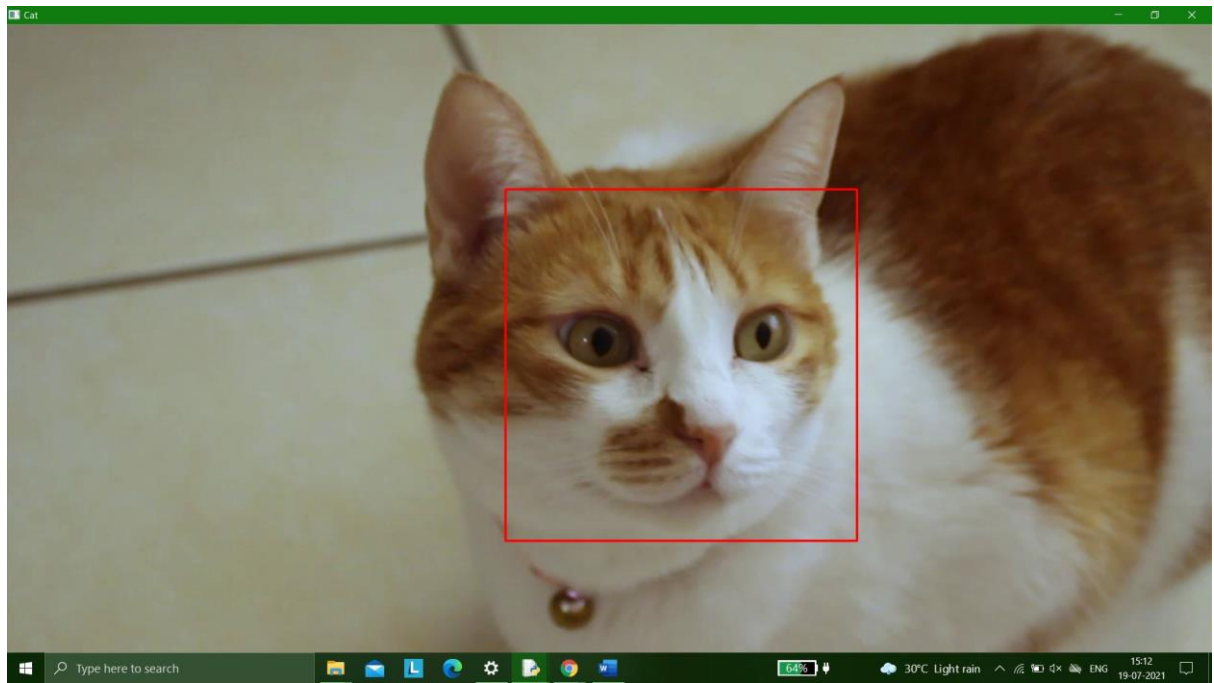 Cat
Type here to search
L
W
64%
30°C Light rain
ENG
15:12
19-07-2021